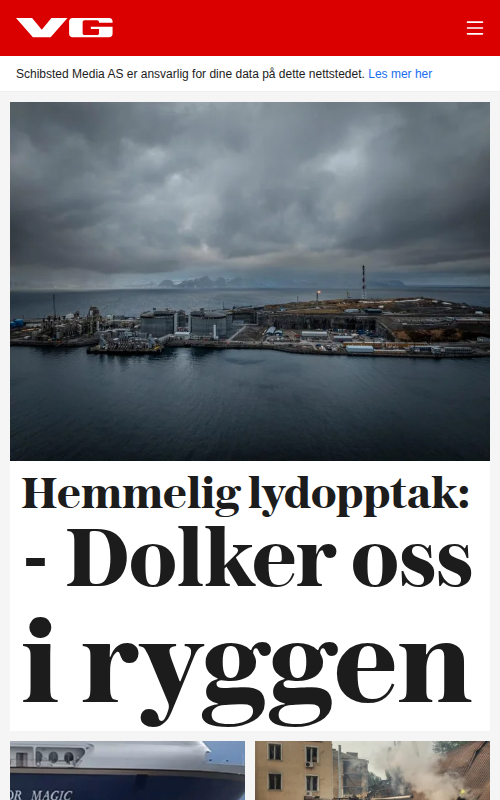 VG
Schibsted Media AS er ansvarlig for dine data på dette nettstedet. Les mer her
Hemmelig lydopptak:
- Dolker oss
i ryggen
OR MAGIC